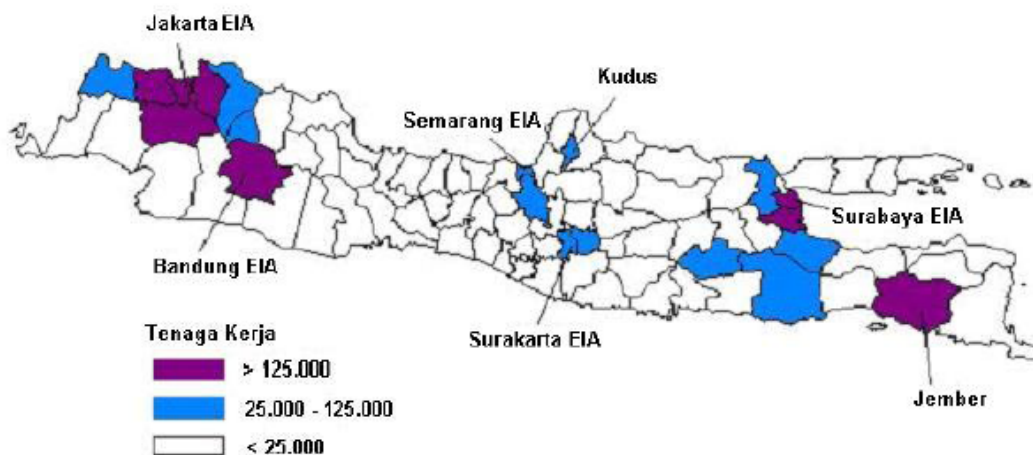 Jakarta EIA
Kudus
Semarang EIA
Surabaya EIA
Bandung EIA
Surakarta EIA
Jember
Tenaga Kerja
> 125.000
25.000 - 125.000
< 25.000